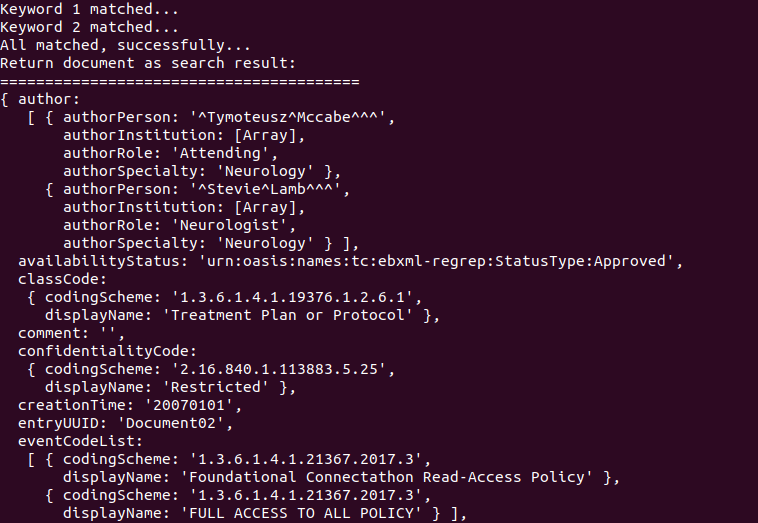 Keyword 1 matched...
Keyword 2 matched...
All matched, successfully...
Return document as search result:
========================================
{ author:
   [ { authorPerson: '^Tymoteusz^Mccabe^^^',
       authorInstitution: [Array],
       authorRole: 'Attending',
       authorSpecialty: 'Neurology' },
     { authorPerson: '^Stevie^Lamb^^^',
       authorInstitution: [Array],
       authorRole: 'Neurologist',
       authorSpecialty: 'Neurology' } ],
  availabilityStatus: 'urn:oasis:names:tc:ebxml-regrep:StatusType:Approved',
  classCode:
   { codingScheme: '1.3.6.1.4.1.19376.1.2.6.1',
     displayName: 'Treatment Plan or Protocol' },
  comment: '',
  confidentialityCode:
   { codingScheme: '2.16.840.1.113883.5.25',
     displayName: 'Restricted' },
  creationTime: '20070101',
  entryUUID: 'Document02',
  eventCodeList:
   [ { codingScheme: '1.3.6.1.4.1.21367.2017.3',
       displayName: 'Foundational Connectathon Read-Access Policy' },
     { codingScheme: '1.3.6.1.4.1.21367.2017.3',
       displayName: 'FULL ACCESS TO ALL POLICY' } ],